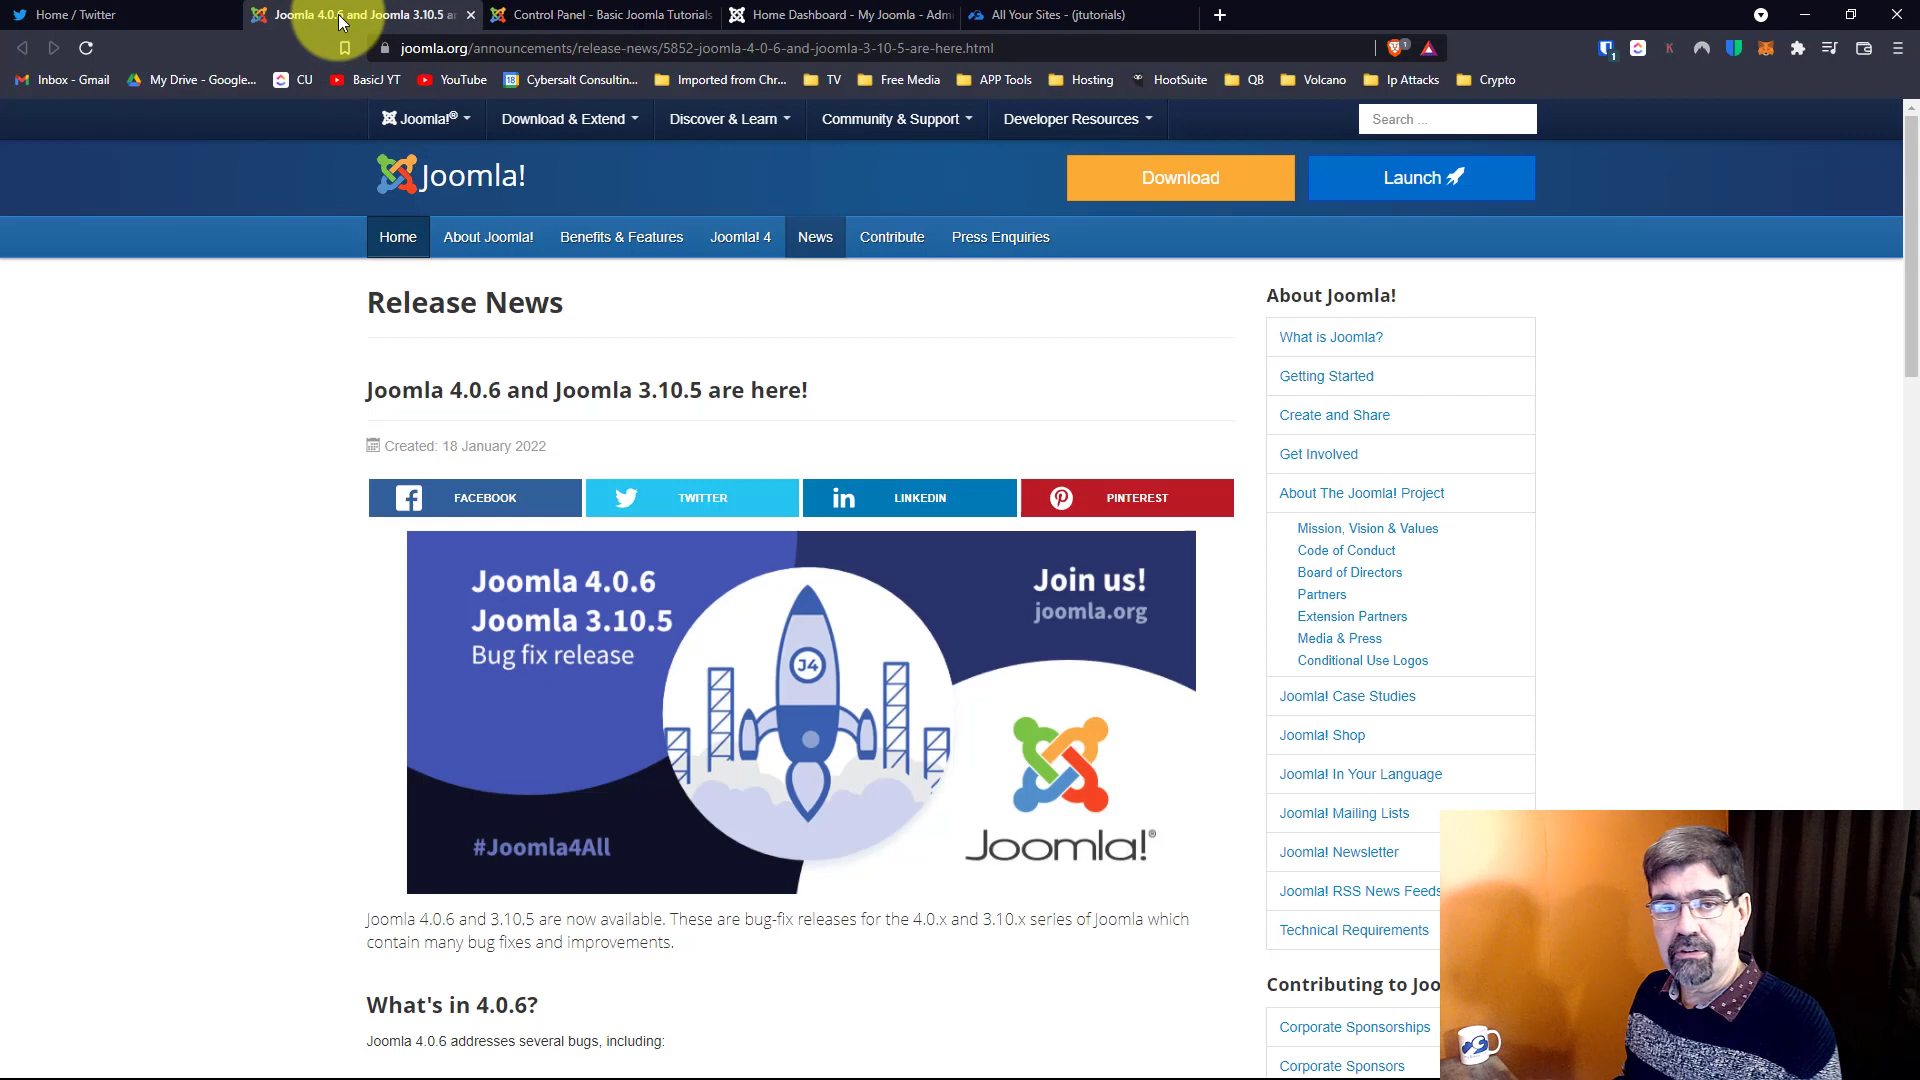 Home / Twitter
Joomla 4.0.6 and Joomla 3.10.5 ar
Control Panel - Basic Joomla Tutorials
Home Dashboard - My Joomla - Adm
All Your Sites - (jtutorials)
joomla.org/announcements/release-news/5852-joomla-4-0-6-and-joomla-3-10-5-are-here.html
Inbox - Gmail
My Drive - Google...
CU
BasicJ YT
YouTube
Cybersalt Consultin...
Imported from Chr...
TV
Free Media
APP Tools
Hosting
HootSuite
QB
Volcano
Ip Attacks
Crypto
Joomla!®
Download & Extend
Discover & Learn
Community & Support
Developer Resources
Search ...
Joomla!
Download
Launch
Home
About Joomla!
Benefits & Features
Joomla! 4
News
Contribute
Press Enquiries
Release News
Joomla 4.0.6 and Joomla 3.10.5 are here!
Created: 18 January 2022
FACEBOOK
TWITTER
LINKEDIN
PINTEREST
Joomla 4.0.6
Joomla 3.10.5
Bug fix release
J4
Join us!
joomla.org
#Joomla4All
Joomla!®
Joomla 4.0.6 and 3.10.5 are now available. These are bug-fix releases for the 4.0.x and 3.10.x series of Joomla which
contain many bug fixes and improvements.
What's in 4.0.6?
Joomla 4.0.6 addresses several bugs, including:
About Joomla!
What is Joomla?
Getting Started
Create and Share
Get Involved
About The Joomla! Project
Mission, Vision & Values
Code of Conduct
Board of Directors
Partners
Extension Partners
Media & Press
Conditional Use Logos
Joomla! Case Studies
Joomla! Shop
Joomla! In Your Language
Joomla! Mailing Lists
Joomla! Newsletter
Joomla! RSS News Feeds
Technical Requirements
Contributing to Joo
Corporate Sponsorships
Corporate Sponsors